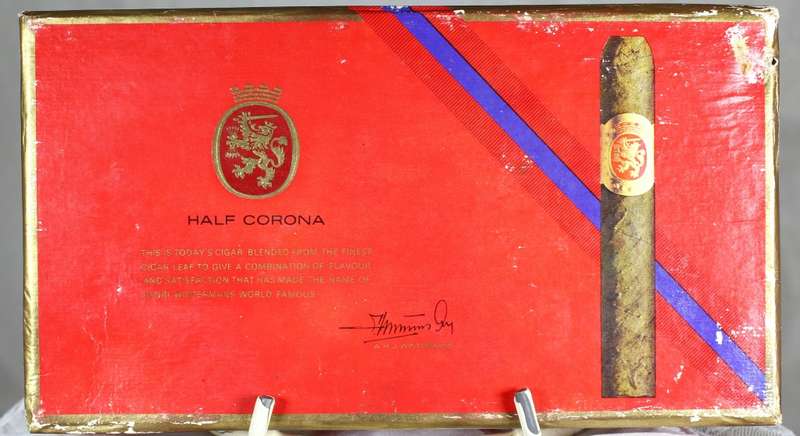 HALF CORONA
THIS IS TODAY'S CIGAR, BLENDED FROM THE FINEST
CIGAR LEAF TO GIVE A COMBINATION OF FLAVOUR
AND SATISFACTION THAT HAS MADE THE NAME OF
HENRI WINTERMANS WORLD FAMOUS